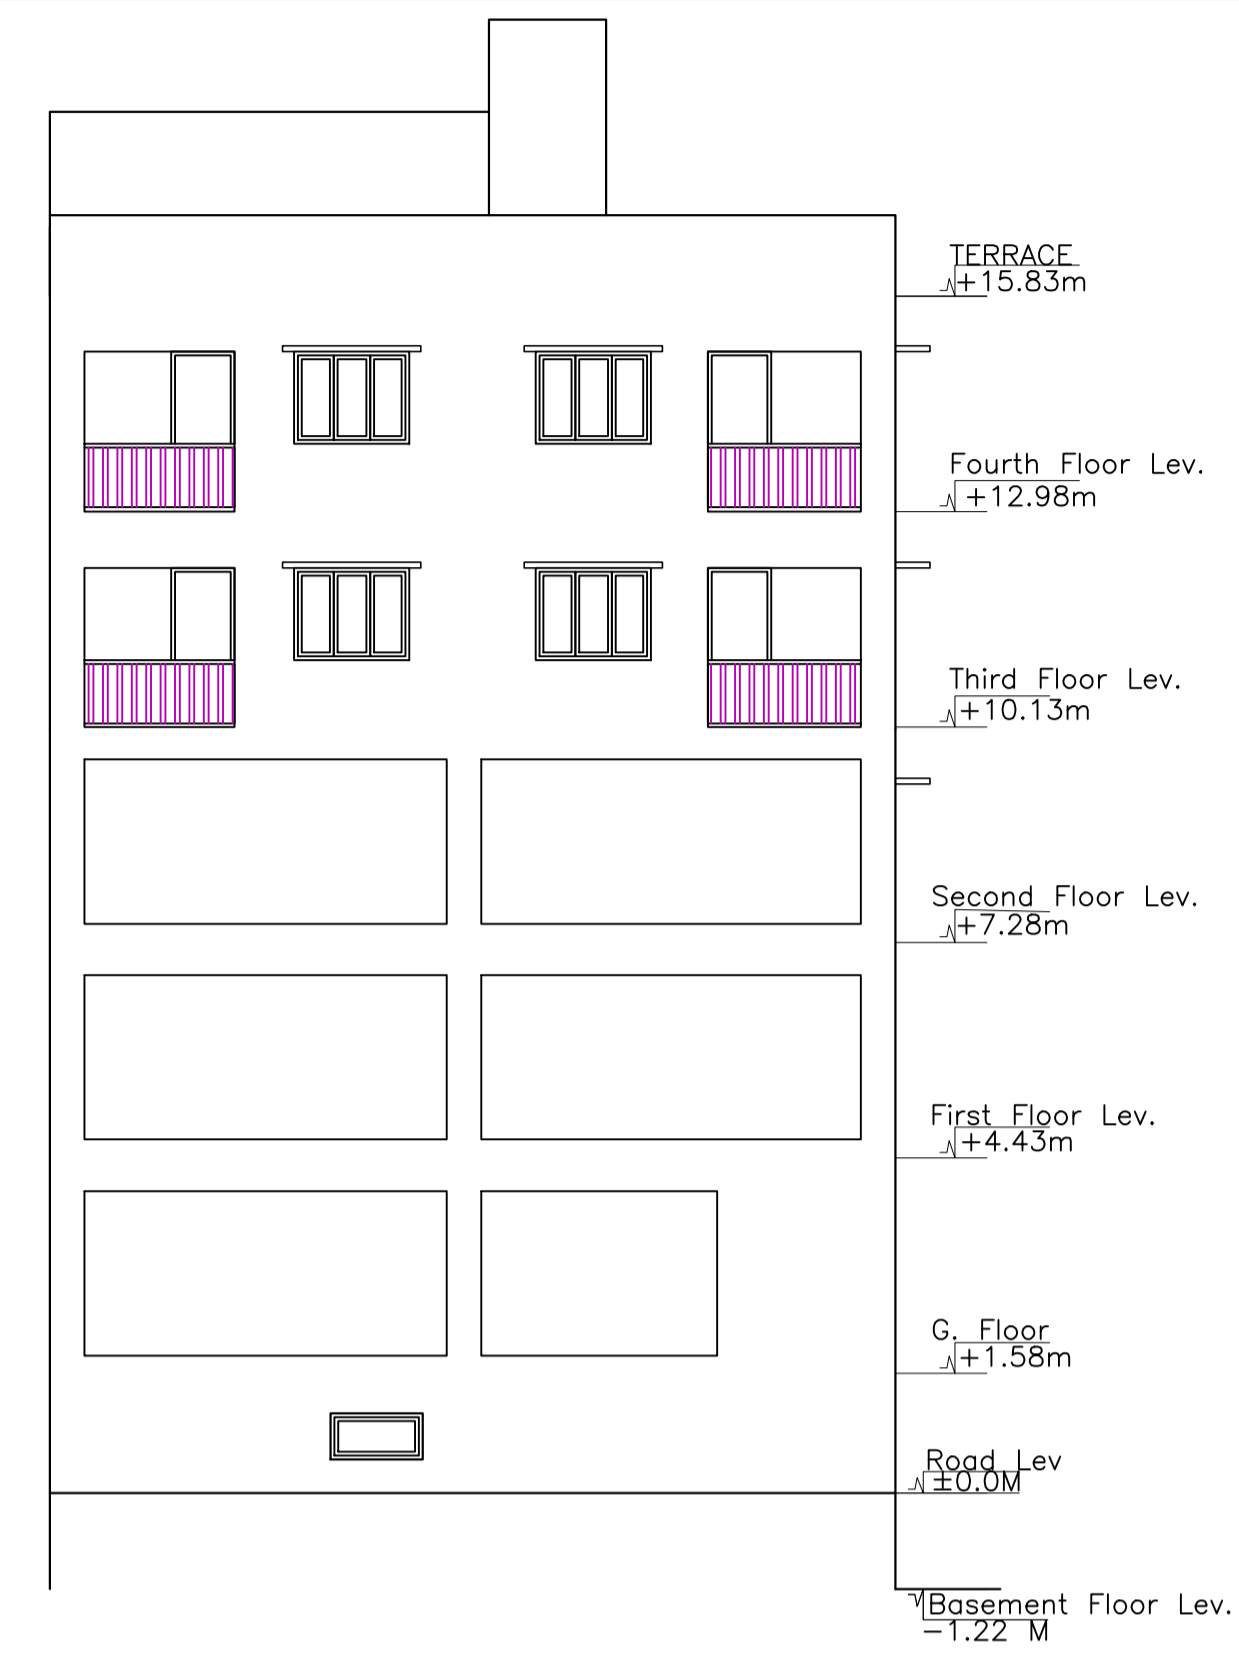 TERRACE
+15.83m
Fourth Floor Lev.
+12.98m
Third Floor Lev.
+10.13m
Second Floor Lev.
+7.28m
First Floor Lev.
+4.43m
G. Floor
+1.58m
Road Lev
±0.0M
Basement Floor Lev.
-1.22 M